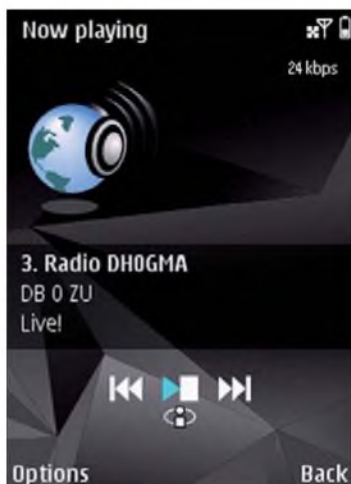 Now playing
24 kbps
3. Radio DH0GMA
DB 0 ZU
Live!
Options Back